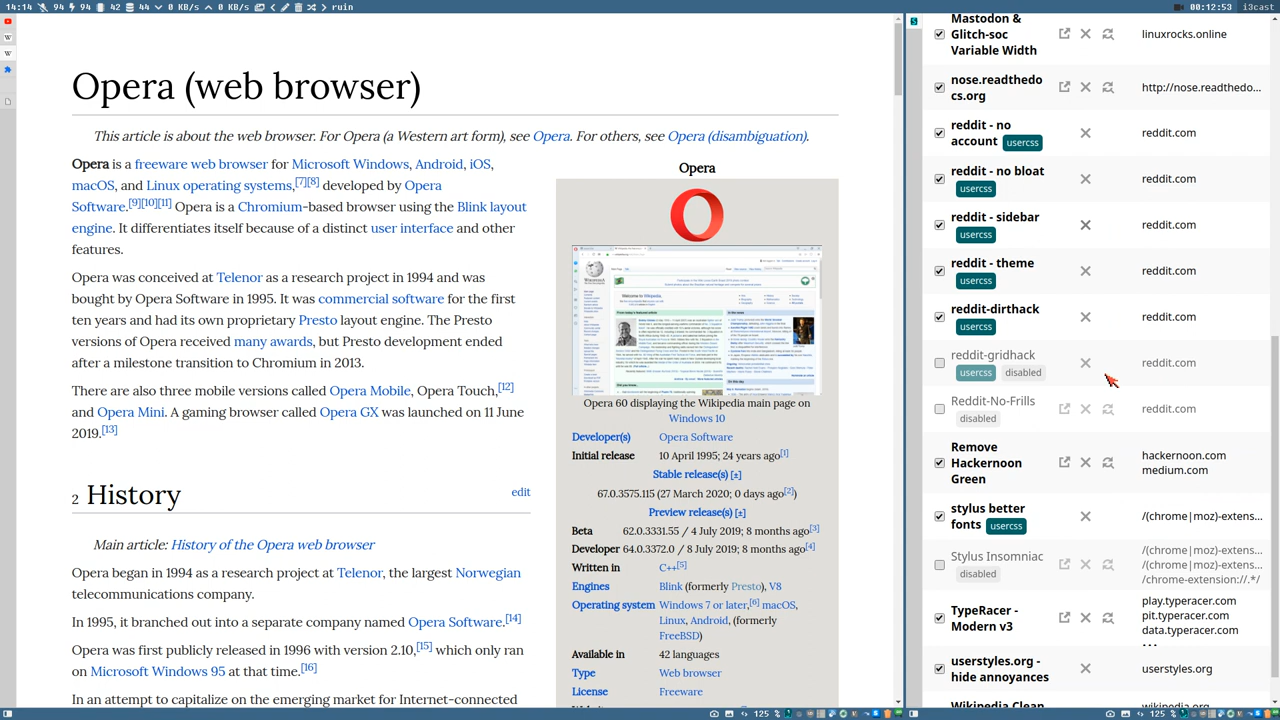 14:14 94 94 42 44 0 KB/s 0 KB/s ruin
00:12:53 i3cast
Opera (web browser)
This article is about the web browser. For Opera (a Western art form), see Opera. For others, see Opera (disambiguation).
Opera is a freeware web browser for Microsoft Windows, Android, iOS,
macOS, and Linux operating systems,[7][8] developed by Opera
Software.[9][10][11] Opera is a Chromium-based browser using the Blink layout
engine. It differentiates itself because of a distinct user interface and other
features.
Opera was conceived at Telenor as a research project in 1994 and was
bought by Opera Software in 1995. It was commercial software for the first
ten years and had its own proprietary Presto layout engine. The Presto
versions of Opera received many awards, but Presto development ended
after a milestone transition to Chromium in 2013.
There are also three mobile versions called Opera Mobile, Opera Touch,[12]
and Opera Mini. A gaming browser called Opera GX was launched on 11 June
2019.[13]
2 History
edit
Main article: History of the Opera web browser
Opera began in 1994 as a research project at Telenor, the largest Norwegian
telecommunications company.
In 1995, it branched out into a separate company named Opera Software.[14]
Opera was first publicly released in 1996 with version 2.10,[15] which only ran
on Microsoft Windows 95 at that time.[16]
In an attempt to capitalize on the emerging market for Internet-connected
Opera
Opera 60 displaying the Wikipedia main page on
Windows 10
Developer(s) Opera Software
Initial release 10 April 1995; 24 years ago[1]
Stable release(s) [±]
67.0.3575.115 (27 March 2020; 0 days ago[2])
Preview release(s) [±]
Beta 62.0.3331.55 / 4 July 2019; 8 months ago[3]
Developer 64.0.3372.0 / 8 July 2019; 8 months ago[4]
Written in C++[5]
Engines Blink (formerly Presto), V8
Operating system Windows 7 or later,[6] macOS,
Linux, Android, (formerly
FreeBSD)
Available in 42 languages
Type Web browser
License Freeware
Mastodon &
Glitch-soc
Variable Width
linuxrocks.online
nose.readthedo
cs.org
http://nose.readthedo...
reddit - no
account usercss
reddit.com
reddit - no bloat
usercss
reddit.com
reddit - sidebar
usercss
reddit.com
reddit - theme
usercss
reddit.com
reddit-dirthack
usercss
reddit.com
reddit-gridhack
usercss disabled
reddit.com
Reddit-No-Frills
disabled
reddit.com
Remove
Hackernoon
Green
hackernoon.com
medium.com
stylus better
fonts usercss
/(chrome|moz)-extens...
Stylus Insomniac
disabled
/(chrome|moz)-extens...
/(chrome|moz)-extens...
/chrome-extension://.*/
TypeRacer -
Modern v3
play.typeracer.com
pit.typeracer.com
data.typeracer.com
userstyles.org -
hide annoyances
userstyles.org
Wikipedia Clean
wikipedia.org
125
125